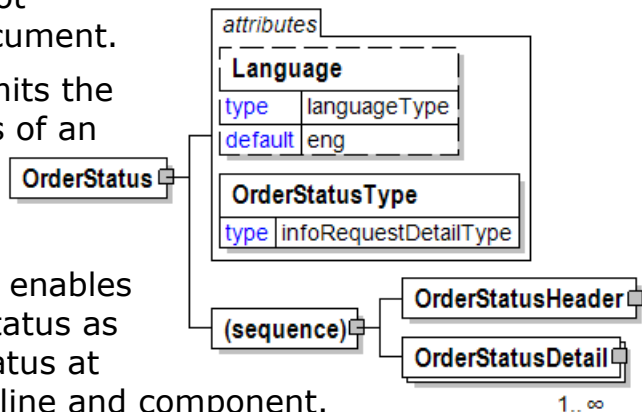 ot
cument.
nits the
s of an
enables
tatus as
atus at
line and component.
attributes
Language
type languageType
default eng
OrderStatus
OrderStatusType
type infoRequestDetailType
(sequence)
OrderStatusHeader
OrderStatusDetail
1..∞